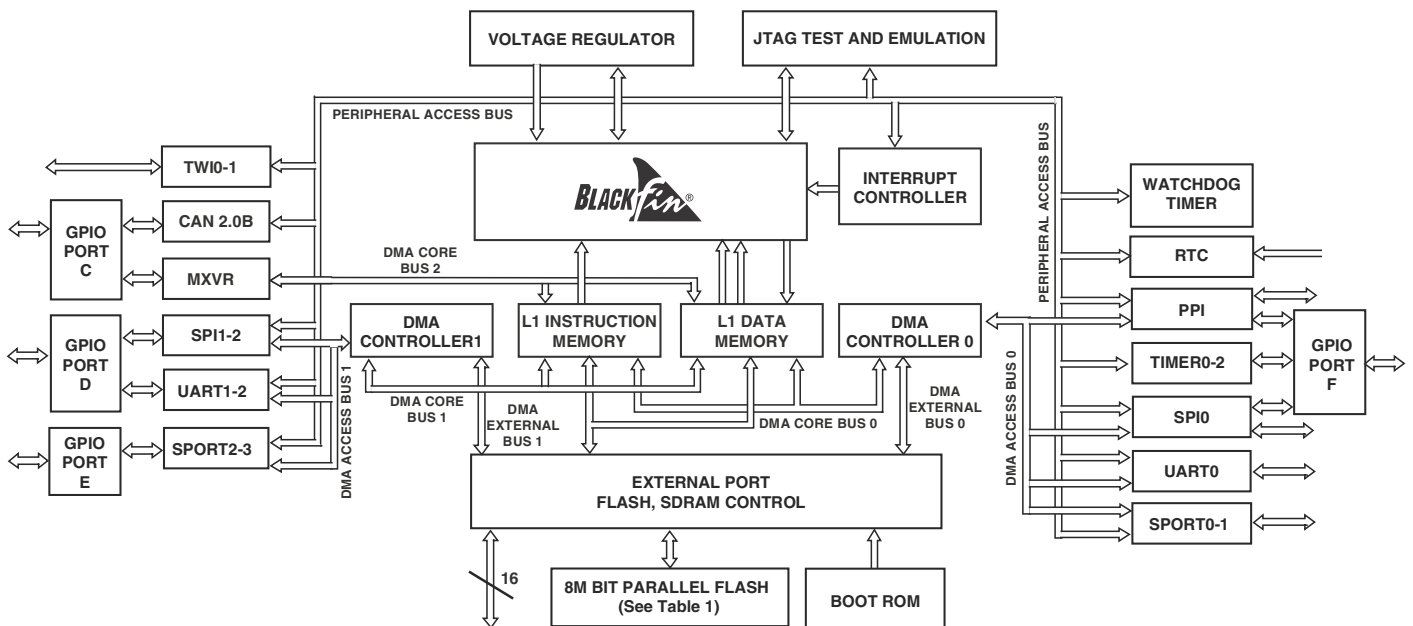 VOLTAGE REGULATOR
JTAG TEST AND EMULATION
PERIPHERAL ACCESS BUS
TWI0-1
CAN 2.0B
MXVR
GPIO
PORT
C
SPI1-2
UART1-2
GPIO
PORT
D
SPORT2-3
GPIO
PORT
E
DMA ACCESS BUS 1
BLACKfin®
INTERRUPT
CONTROLLER
DMA CORE
BUS 2
DMA
CONTROLLER1
L1 INSTRUCTION
MEMORY
L1 DATA
MEMORY
DMA
CONTROLLER 0
DMA CORE
BUS 1
DMA
EXTERNAL
BUS 1
DMA CORE BUS 0
DMA
EXTERNAL
BUS 0
EXTERNAL PORT
FLASH, SDRAM CONTROL
16
8M BIT PARALLEL FLASH
(See Table 1)
BOOT ROM
PERIPHERAL ACCESS BUS
DMA ACCESS BUS 0
WATCHDOG
TIMER
RTC
PPI
TIMER0-2
SPI0
UART0
SPORT0-1
GPIO
PORT
F